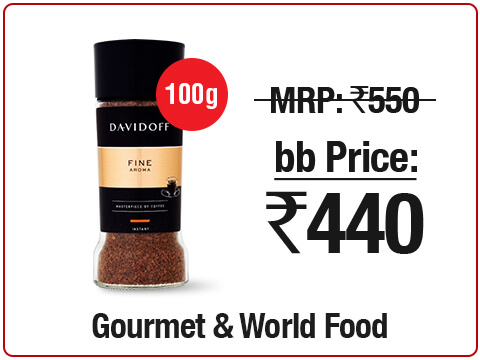 100g
DAVIDOFF
FINE
AROMA
MASTERPIECE OF COFFEE
INSTANT
MRP: ₹550
bb Price:
₹440
Gourmet & World Food